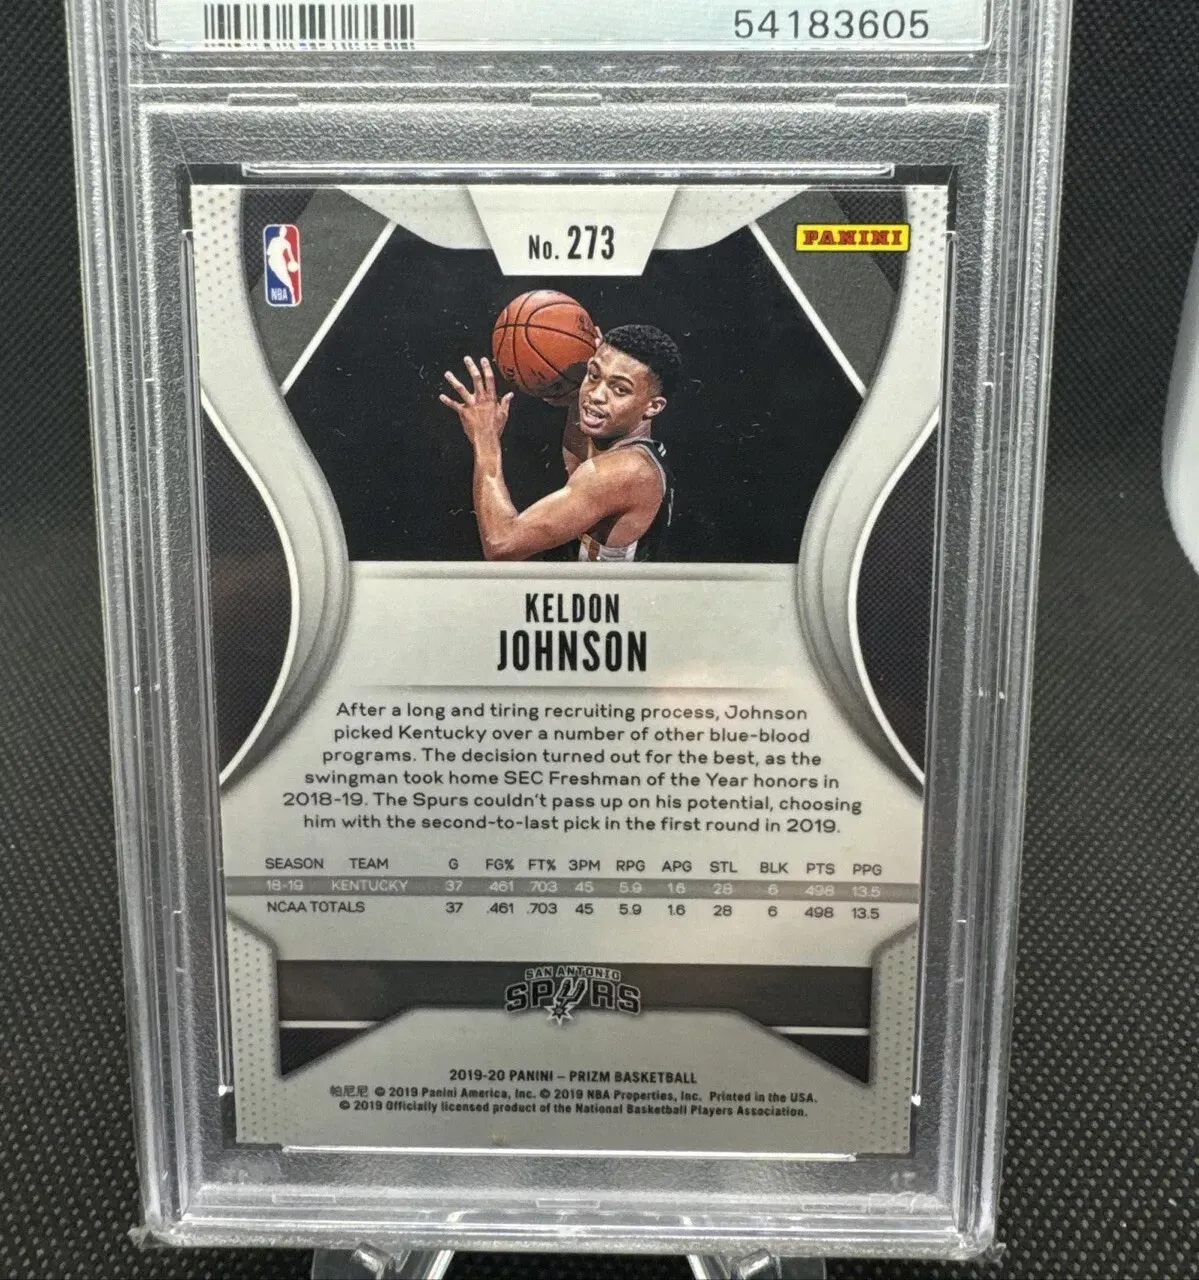 54183605
No. 273
NBA
PANINI
KELDON
JOHNSON
After a long and tiring recruiting process, Johnson
picked Kentucky over a number of other blue-blood
programs. The decision turned out for the best, as the
swingman took home SEC Freshman of the Year honors in
2018-19. The Spurs couldn't pass up on his potential, choosing
him with the second-to-last pick in the first round in 2019.
SEASON TEAM G FG% FT% 3PM RPG APG STL BLK PTS PPG
18-19 KENTUCKY 37 .461 .703 45 5.9 1.6 28 6 498 13.5
NCAA TOTALS 37 .461 .703 45 5.9 1.6 28 6 498 13.5
SAN ANTONIO
SPURS
2019-20 PANINI – PRIZM BASKETBALL
帕尼尼 © 2019 Panini America, Inc. © 2019 NBA Properties, Inc. Printed in the USA.
© 2019 Officially licensed product of the National Basketball Players Association.